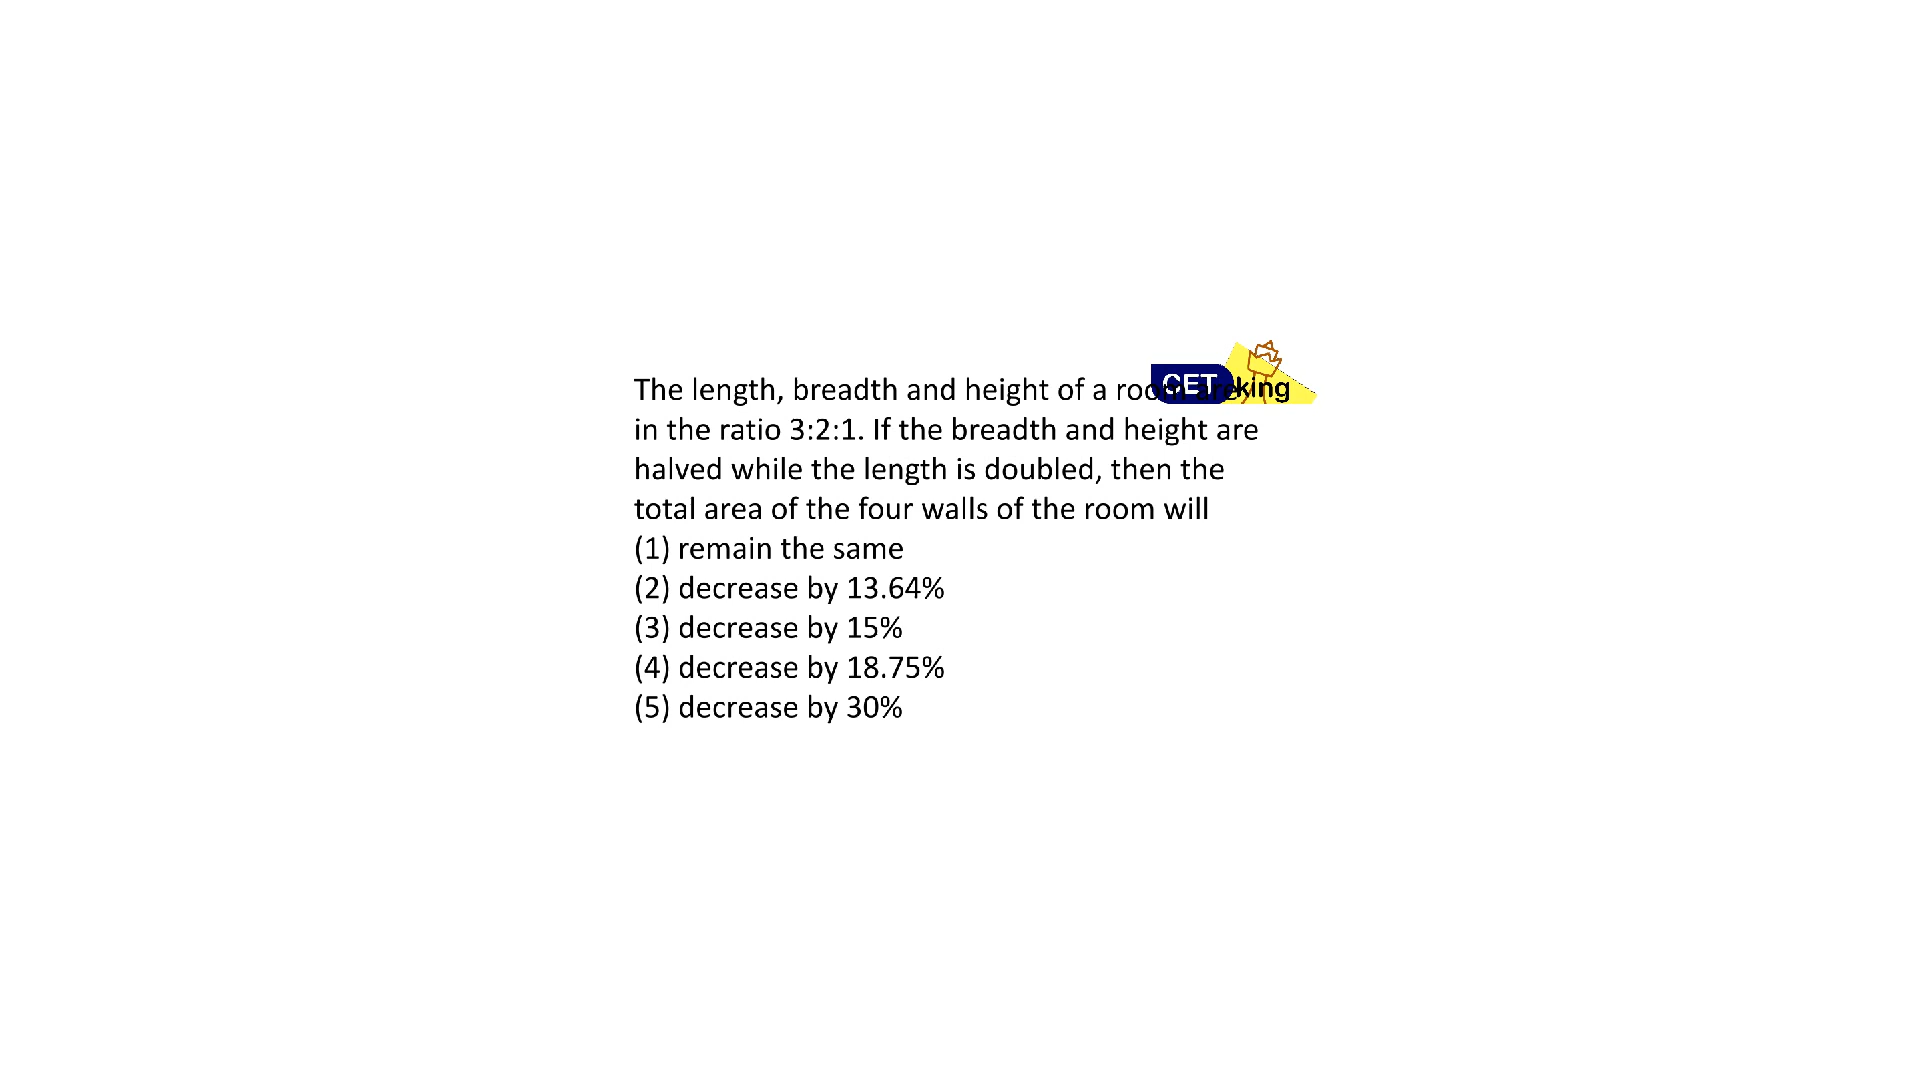 The length, breadth and height of a room are
CETking
in the ratio 3:2:1. If the breadth and height are
halved while the length is doubled, then the
total area of the four walls of the room will
(1) remain the same
(2) decrease by 13.64%
(3) decrease by 15%
(4) decrease by 18.75%
(5) decrease by 30%